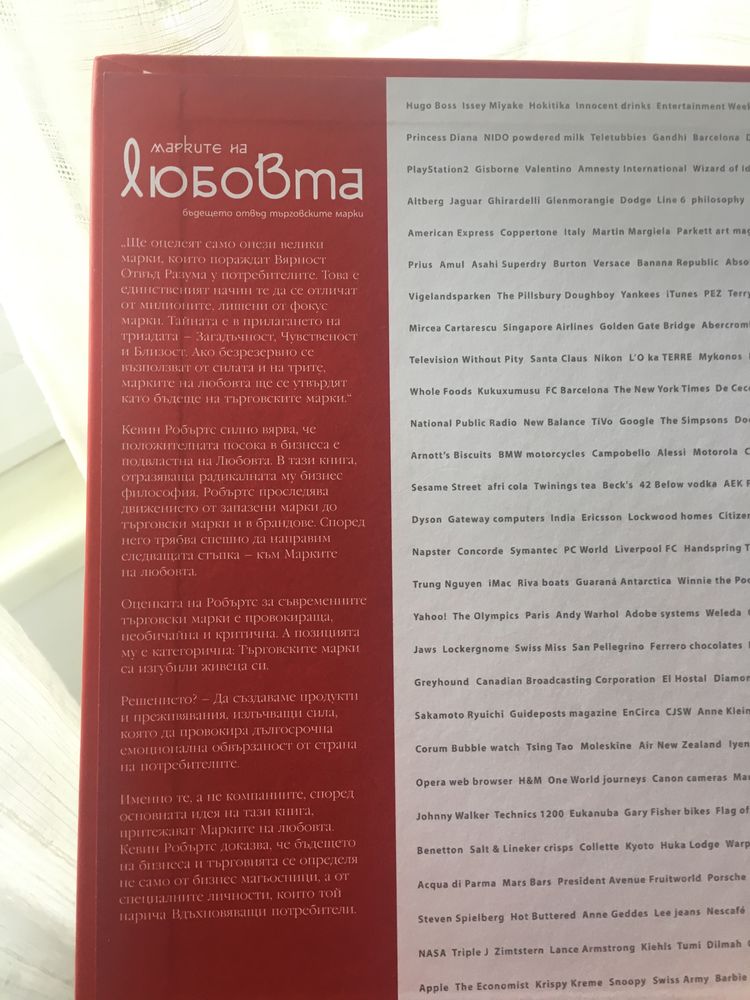 марките на
любовта
бъдещето отвъд търговските марки
„Ще оцелеят само онези велики
марки, които пораждат Вярност
Отвъд Разума у потребителите. Това е
единственият начин те да се отличат
от милионите, лишени от фокус
марки. Тайната е в прилагането на
триадата – Загадъчност, Чувственост
и Близост. Ако безрезервно се
възползват от силата и на трите,
марките на любовта ще се утвърдят
като бъдеще на търговските марки.“
Кевин Робъртс силно вярва, че
положителната посока в бизнеса е
подвластна на Любовта. В тази книга,
отразяваща радикалната му бизнес
философия, Робъртс проследява
движението от запазени марки до
търговски марки и в брандове. Според
него трябва спешно да направим
следващата стъпка – към Марките
на любовта.
Оценката на Робъртс за съвременните
търговски марки е провокираща,
необичайна и критична. А позицията
му е категорична: Търговските марки
са изгубили живеца си.
Решението? – Да създаваме продукти
и преживявания, излъчващи сила,
която да провокира дългосрочна
емоционална обвързаност от страна
на потребителите.
Именно те, а не компаниите, според
основната идея на тази книга,
притежават Марките на любовта.
Кевин Робъртс доказва, че бъдещето
на бизнеса и търговията се определя
не само от бизнес магьосници, а от
специалните личности, които той
нарича Вдъхновяващи потребители.
Hugo Boss Issey Miyake Hokitika Innocent drinks Entertainment Week
Princess Diana NIDO powdered milk Teletubbies Gandhi Barcelona
PlayStation2 Gisborne Valentino Amnesty International Wizard of Id
Altberg Jaguar Ghirardelli Glenmorangie Dodge Line 6 philosophy
American Express Coppertone Italy Martin Margiela Parkett art mag
Prius Amul Asahi Superdry Burton Versace Banana Republic Abso
Vigelandsparken The Pillsbury Doughboy Yankees iTunes PEZ Terry
Mircea Cartarescu Singapore Airlines Golden Gate Bridge Abercrom
Television Without Pity Santa Claus Nikon L'O ka TERRE Mykonos
Whole Foods Kukuxumusu FC Barcelona The New York Times De Cec
National Public Radio New Balance TiVo Google The Simpsons Do
Arnott's Biscuits BMW motorcycles Campobello Alessi Motorola
Sesame Street afri cola Twinings tea Beck's 42 Below vodka AEK
Dyson Gateway computers India Ericsson Lockwood homes Citizen
Napster Concorde Symantec PC World Liverpool FC Handspring T
Trung Nguyen iMac Riva boats Guaraná Antarctica Winnie the Poo
Yahoo! The Olympics Paris Andy Warhol Adobe systems Weleda
Jaws Lockergnome Swiss Miss San Pellegrino Ferrero chocolates
Greyhound Canadian Broadcasting Corporation El Hostal Diamon
Sakamoto Ryuichi Guideposts magazine EnCirca CJSW Anne Klein
Corum Bubble watch Tsing Tao Moleskine Air New Zealand Iyen
Opera web browser H&M One World journeys Canon cameras Ma
Johnny Walker Technics 1200 Eukanuba Gary Fisher bikes Flag of
Benetton Salt & Lineker crisps Collette Kyoto Huka Lodge Warp
Acqua di Parma Mars Bars President Avenue Fruitworld Porsche
Steven Spielberg Hot Buttered Anne Geddes Lee jeans Nescafé
NASA Triple J Zimtstern Lance Armstrong Kiehls Tumi Dilmah
Apple The Economist Krispy Kreme Snoopy Swiss Army Barbie